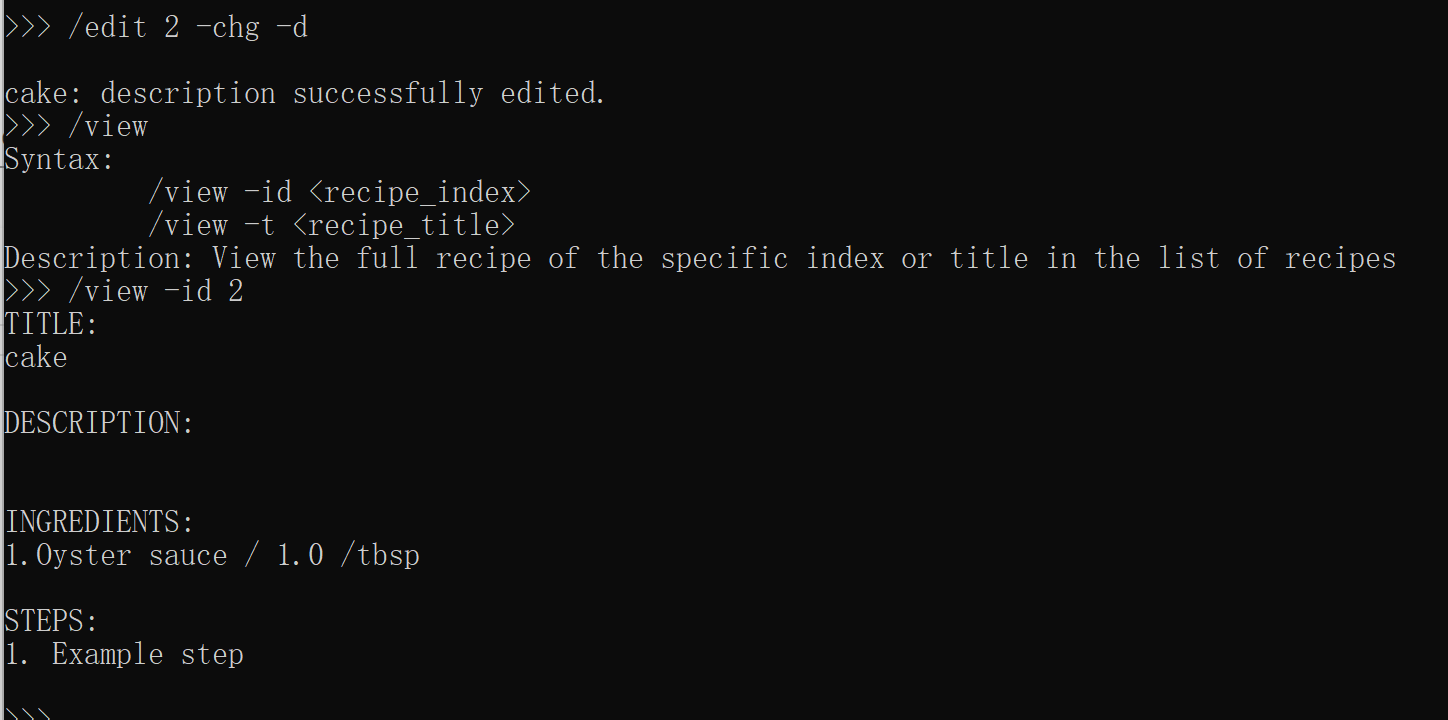 >>> /edit 2 -chg -d
cake: description successfully edited.
>>> /view
Syntax:
/view -id <recipe_index>
/view -t <recipe_title>
Description: View the full recipe of the specific index or title in the list of recipes
>>> /view -id 2
TITLE:
cake
DESCRIPTION:
INGREDIENTS:
1.Oyster sauce / 1.0 /tbsp
STEPS:
1. Example step
>>>